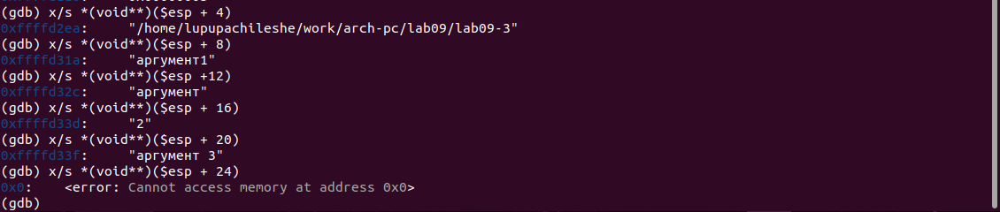 (gdb) x/s *(void**)($esp + 4)
0xffffd2ea:     "/home/lupupachileshe/work/arch-pc/lab09/lab09-3"
(gdb) x/s *(void**)($esp + 8)
0xffffd31a:     "аргумент1"
(gdb) x/s *(void**)($esp +12)
0xffffd32c:     "аргумент"
(gdb) x/s *(void**)($esp + 16)
0xffffd33d:     "2"
(gdb) x/s *(void**)($esp + 20)
0xffffd33f:     "аргумент 3"
(gdb) x/s *(void**)($esp + 24)
0x0:    <error: Cannot access memory at address 0x0>
(gdb)